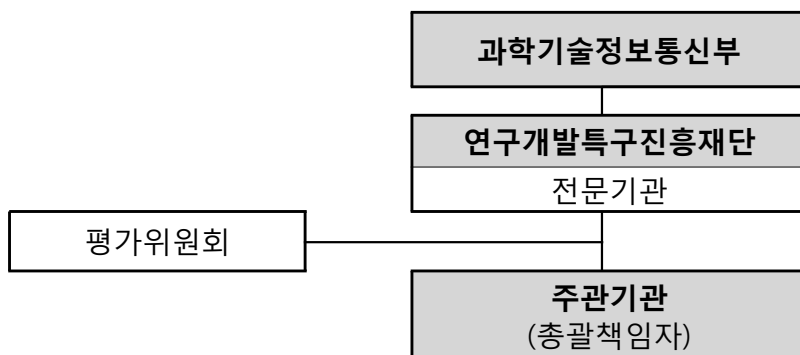 과학기술정보통신부
연구개발특구진흥재단
전문기관
평가위원회
주관기관
(총괄책임자)